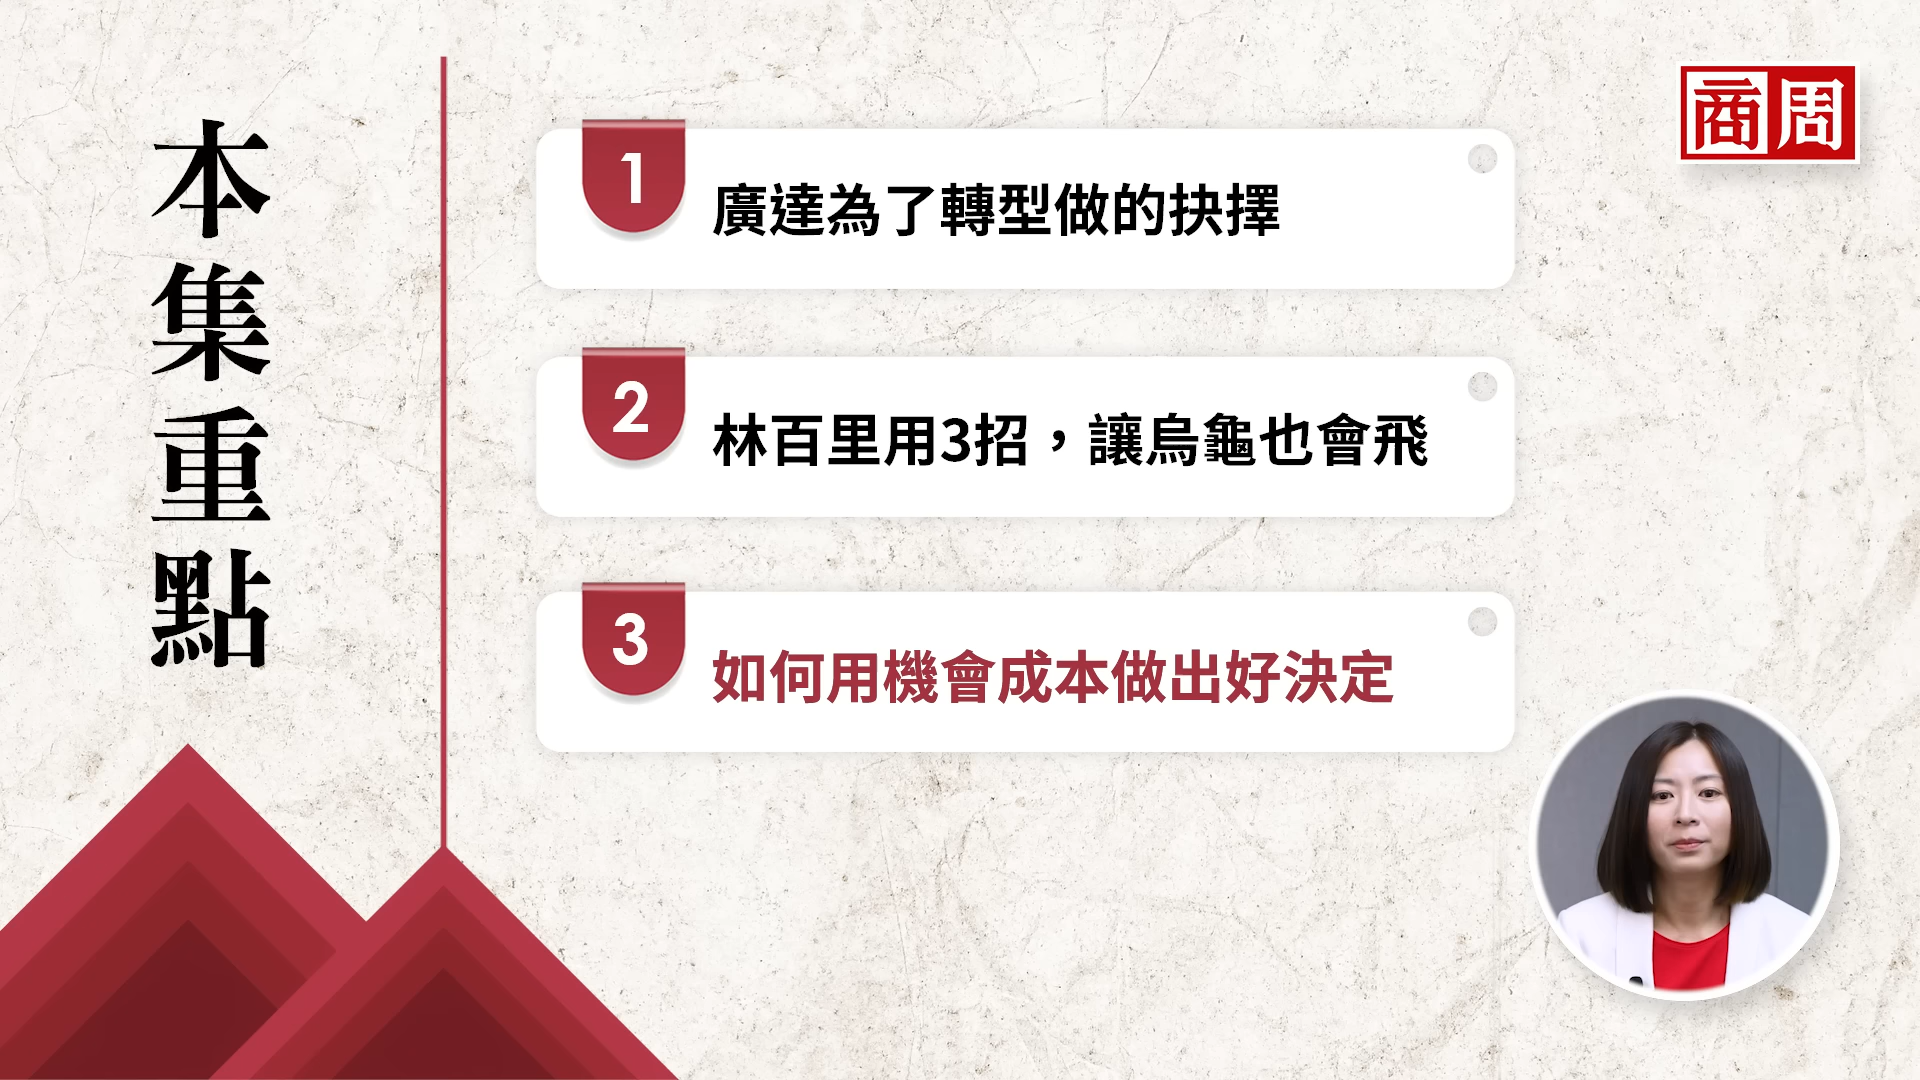 本集重點
1
廣達為了轉型做的抉擇
2
林百里用3招，讓烏龜也會飛
3
如何用機會成本做出好決定
商周